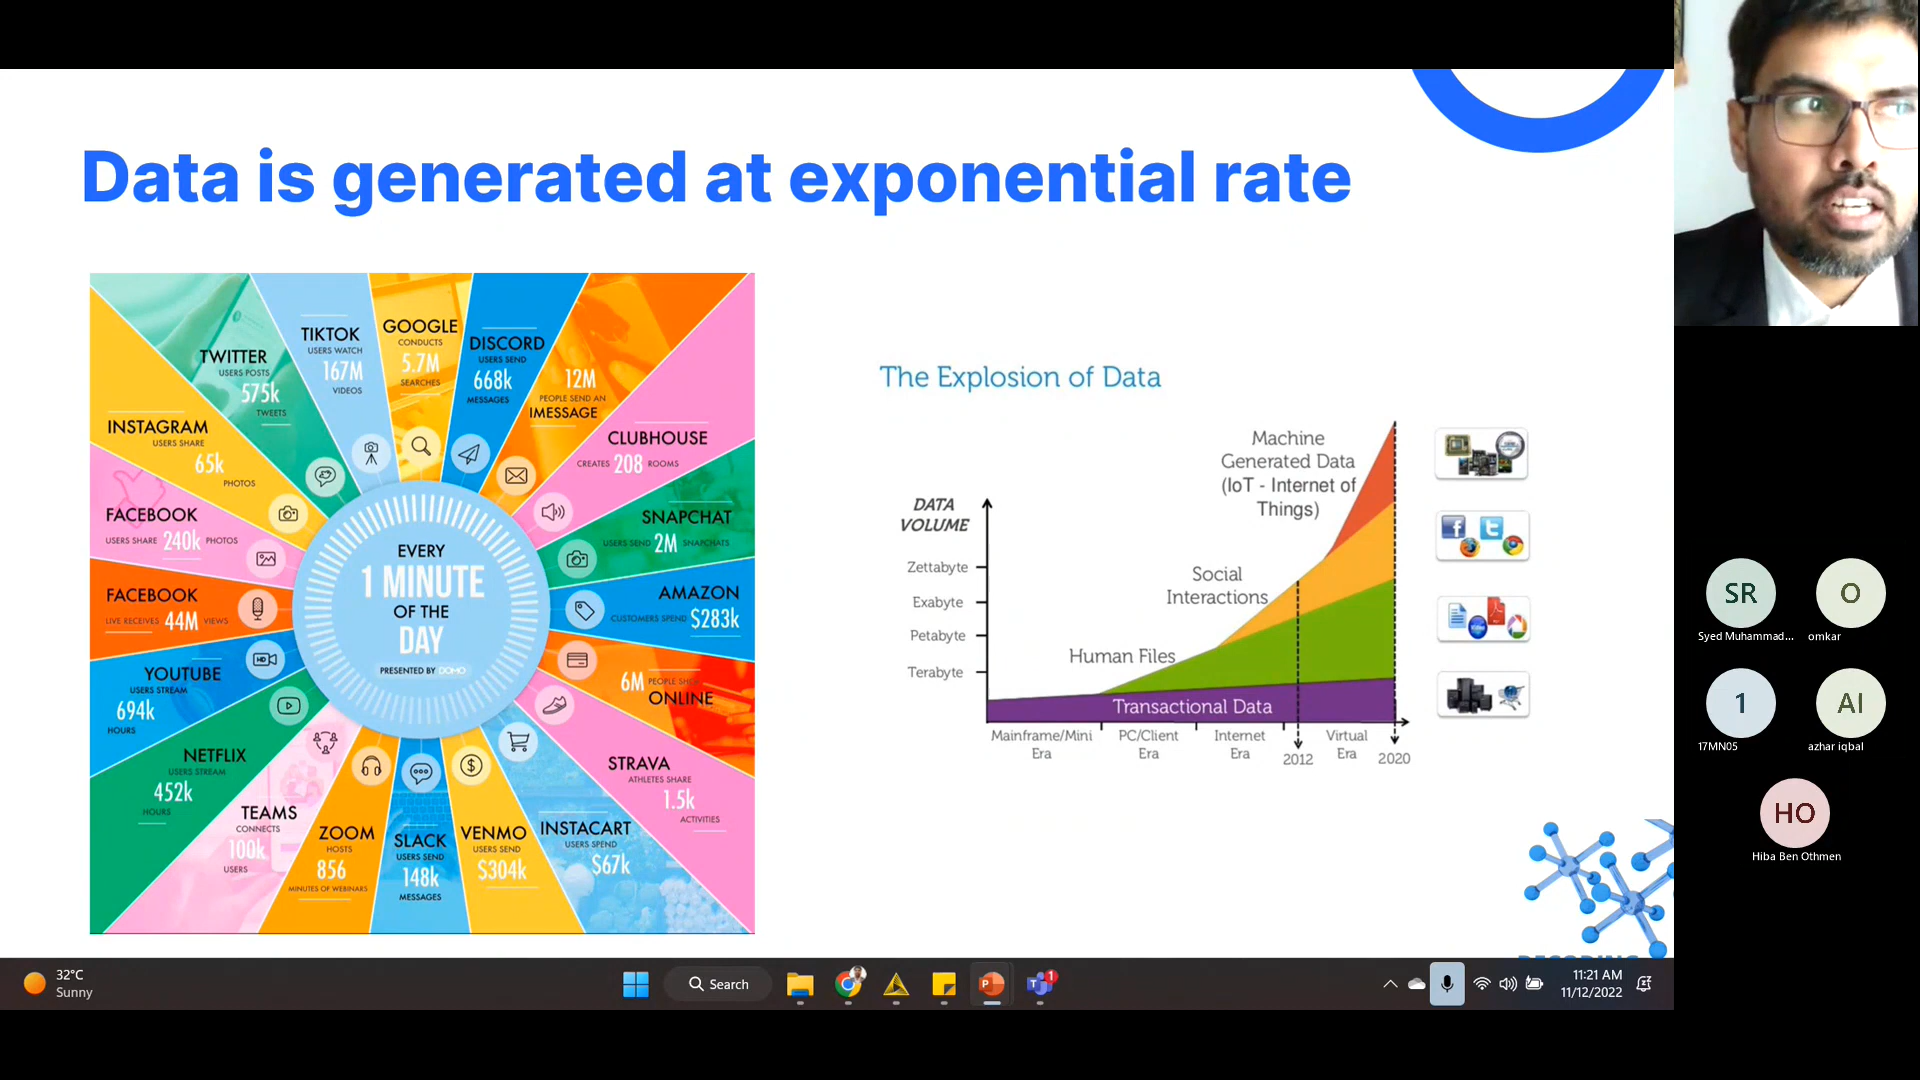 Data is generated at exponential rate
TWITTER
USERS POSTS
575k
TWEETS
TIKTOK
USERS WATCH
167M
VIDEOS
GOOGLE
CONDUCTS
5.7M
SEARCHES
DISCORD
USERS SEND
668k
MESSAGES
12M
PEOPLE SEND AN
IMESSAGE
CLUBHOUSE
CREATES 208 ROOMS
SNAPCHAT
USERS SEND 2M SNAPCHATS
AMAZON
CUSTOMERS SPEND $283k
6M PEOPLE
ONLINE
STRAVA
ATHLETES SHARE
1.5k
ACTIVITIES
INSTACART
USERS SPEND
$67k
VENMO
USERS SEND
$304k
SLACK
USERS SEND
148k
MESSAGES
ZOOM
HOSTS
856
MINUTES OF WEBINARS
TEAMS
CONNECTS
100k
USERS
NETFLIX
USERS STREAM
452k
HOURS
YOUTUBE
USERS STREAM
694k
HOURS
FACEBOOK
LIVE RECEIVES 44M VIEWS
FACEBOOK
USERS SHARE 240k PHOTOS
INSTAGRAM
USERS SHARE
65k
PHOTOS
EVERY
1 MINUTE
OF THE
DAY
PRESENTED BY DOMO
HD
The Explosion of Data
DATA
VOLUME
Zettabyte
Exabyte
Petabyte
Terabyte
Machine
Generated Data
(IoT - Internet of
Things)
Social
Interactions
Human Files
Transactional Data
Mainframe/Mini
Era
PC/Client
Era
Internet
Era
2012
Virtual
Era
2020
SR
Syed Muhammad...
O
omkar
1
17MN05
AI
azhar iqbal
HO
Hiba Ben Othmen
32°C
Sunny
Search
1
11:21 AM
11/12/2022